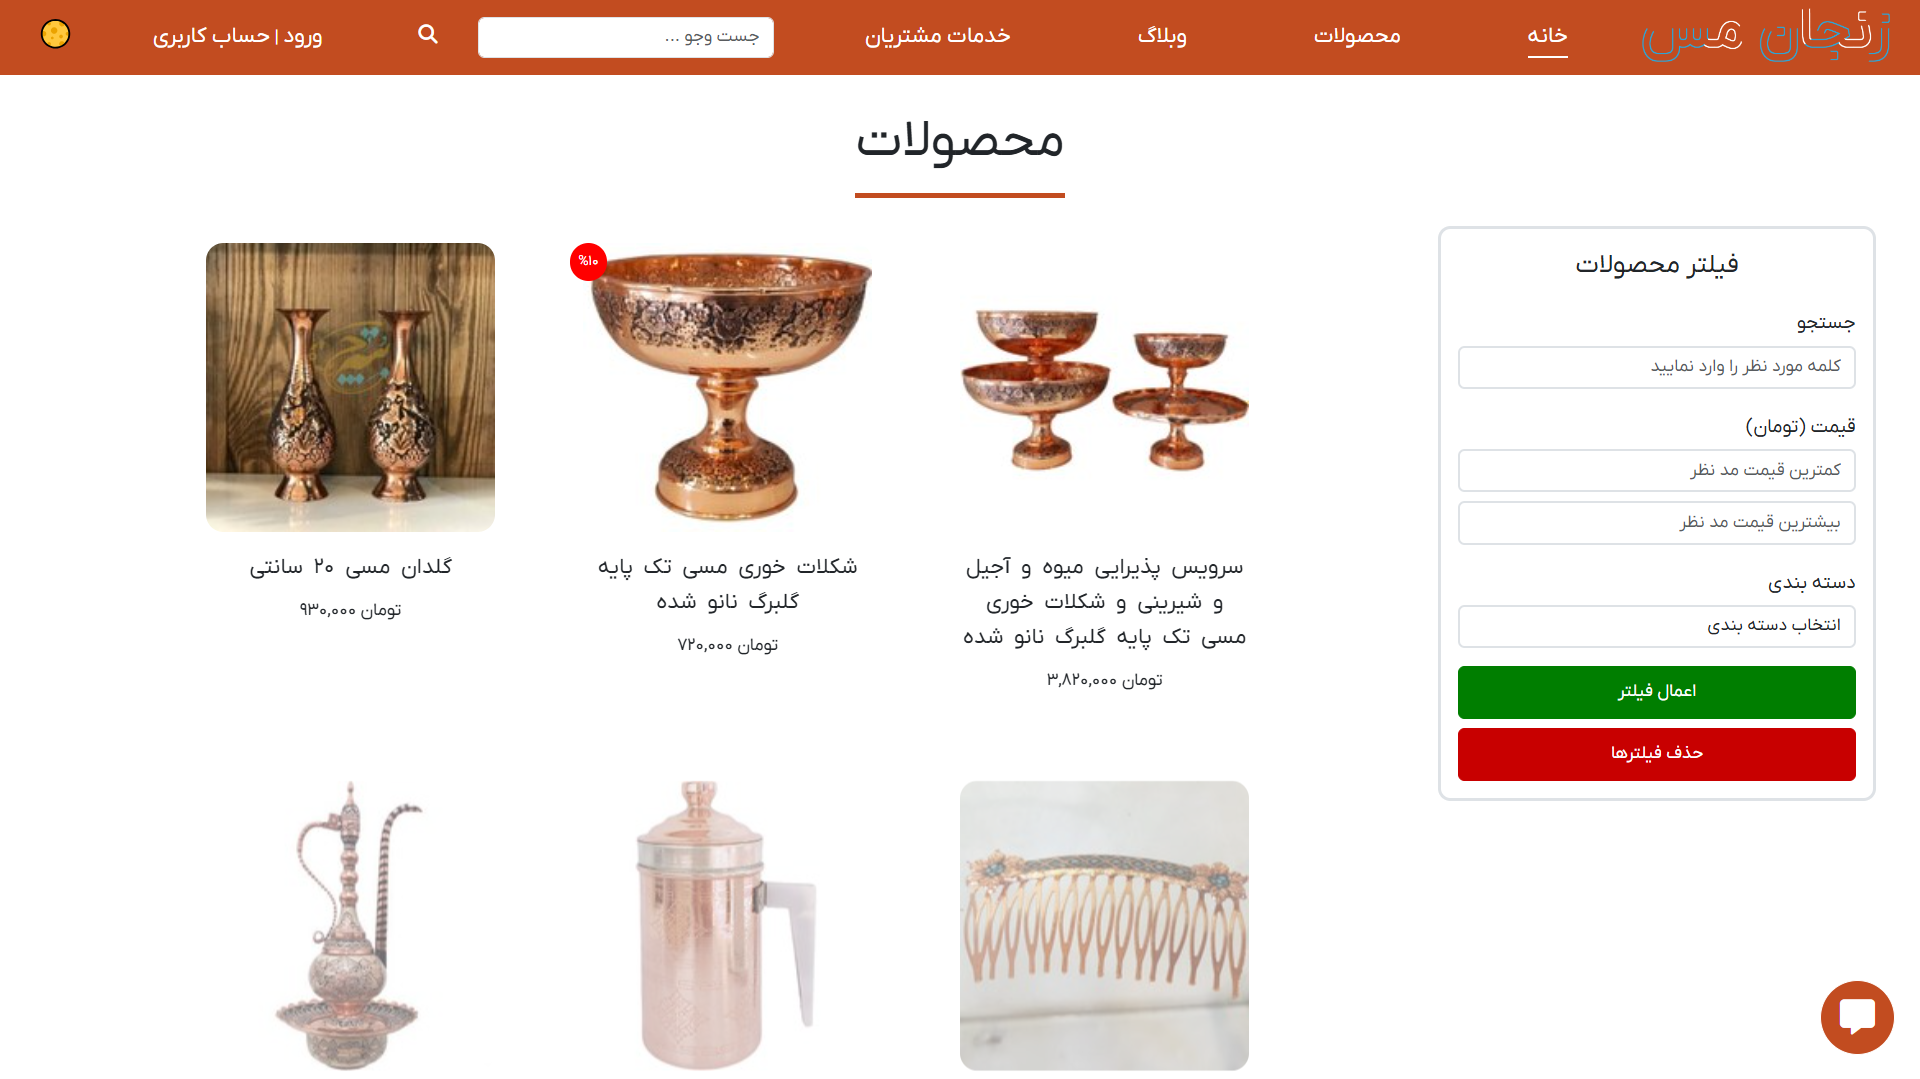 زنجان مس
خانه
محصولات
وبلاگ
خدمات مشتریان
جست وجو ...
ورود | حساب کاربری
محصولات
فیلتر محصولات
جستجو
کلمه مورد نظر را وارد نمایید
قیمت (تومان)
کمترین قیمت مد نظر
بیشترین قیمت مد نظر
دسته بندی
انتخاب دسته بندی
اعمال فیلتر
حذف فیلترها
سرویس پذیرایی میوه و آجیل
و شیرینی و شکلات خوری
مسی تک پایه گلبرگ نانو شده
تومان ۳,۸۲۰,۰۰۰
%۱۰
شکلات خوری مسی تک پایه
گلبرگ نانو شده
تومان ۷۲۰,۰۰۰
گلدان مسی ۲۰ سانتی
تومان ۹۳۰,۰۰۰